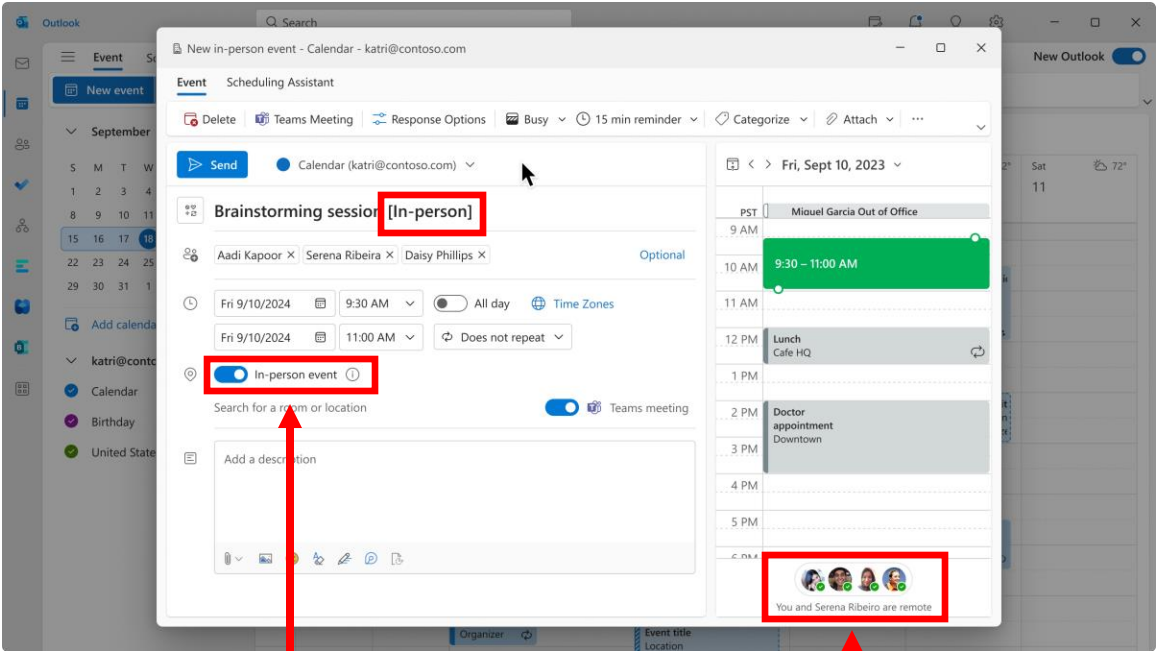 Outlook
Search
New in-person event - Calendar - katri@contoso.com
Event
New Outlook
Event
Scheduling Assistant
New event
Delete
Teams Meeting
Response Options
Busy
15 min reminder
Categorize
Attach
September
Send
Calendar (katri@contoso.com)
Fri, Sept 10, 2023
Sat
72°
11
S M T W
1 2 3 4
8 9 10 11
15 16 17 18
22 23 24 25
29 30 31 1
Brainstorming session [In-person]
PST
Miguel Garcia Out of Office
9 AM
Aadi Kapoor
Serena Ribeira
Daisy Phillips
Optional
9:30 – 11:00 AM
10 AM
Fri 9/10/2024
9:30 AM
All day
Time Zones
11 AM
Add calenda
Fri 9/10/2024
11:00 AM
Does not repeat
12 PM
Lunch
Cafe HQ
katri@contc
In-person event
1 PM
Calendar
Search for a room or location
Teams meeting
2 PM
Doctor
appointment
Downtown
Birthday
3 PM
United State
Add a description
4 PM
5 PM
You and Serena Ribeiro are remote
Organizer
Event title
Location